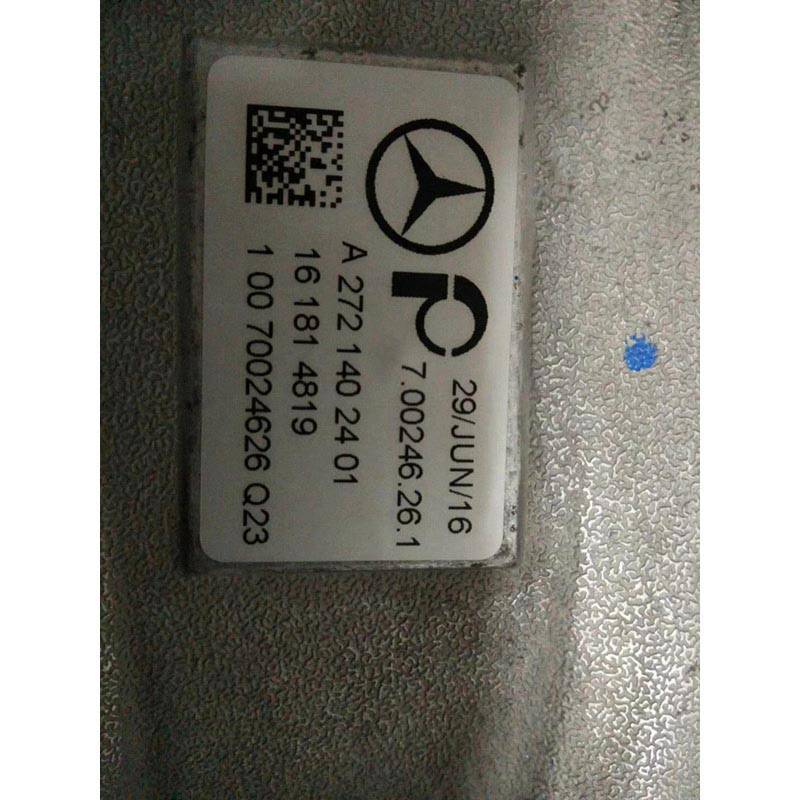 29/JUN/16
7.00246.26.1
A 272 140 24 01
16 181 4819
1 00 70024626 Q23